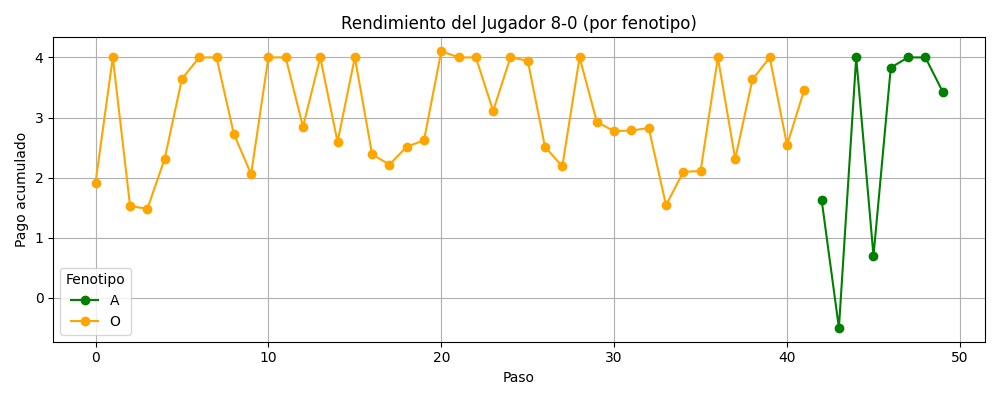 Rendimiento del Jugador 8-0 (por fenotipo)
Pago acumulado
4
3
2
1
0
Fenotipo
A
O
0 10 20 30 40 50
Paso